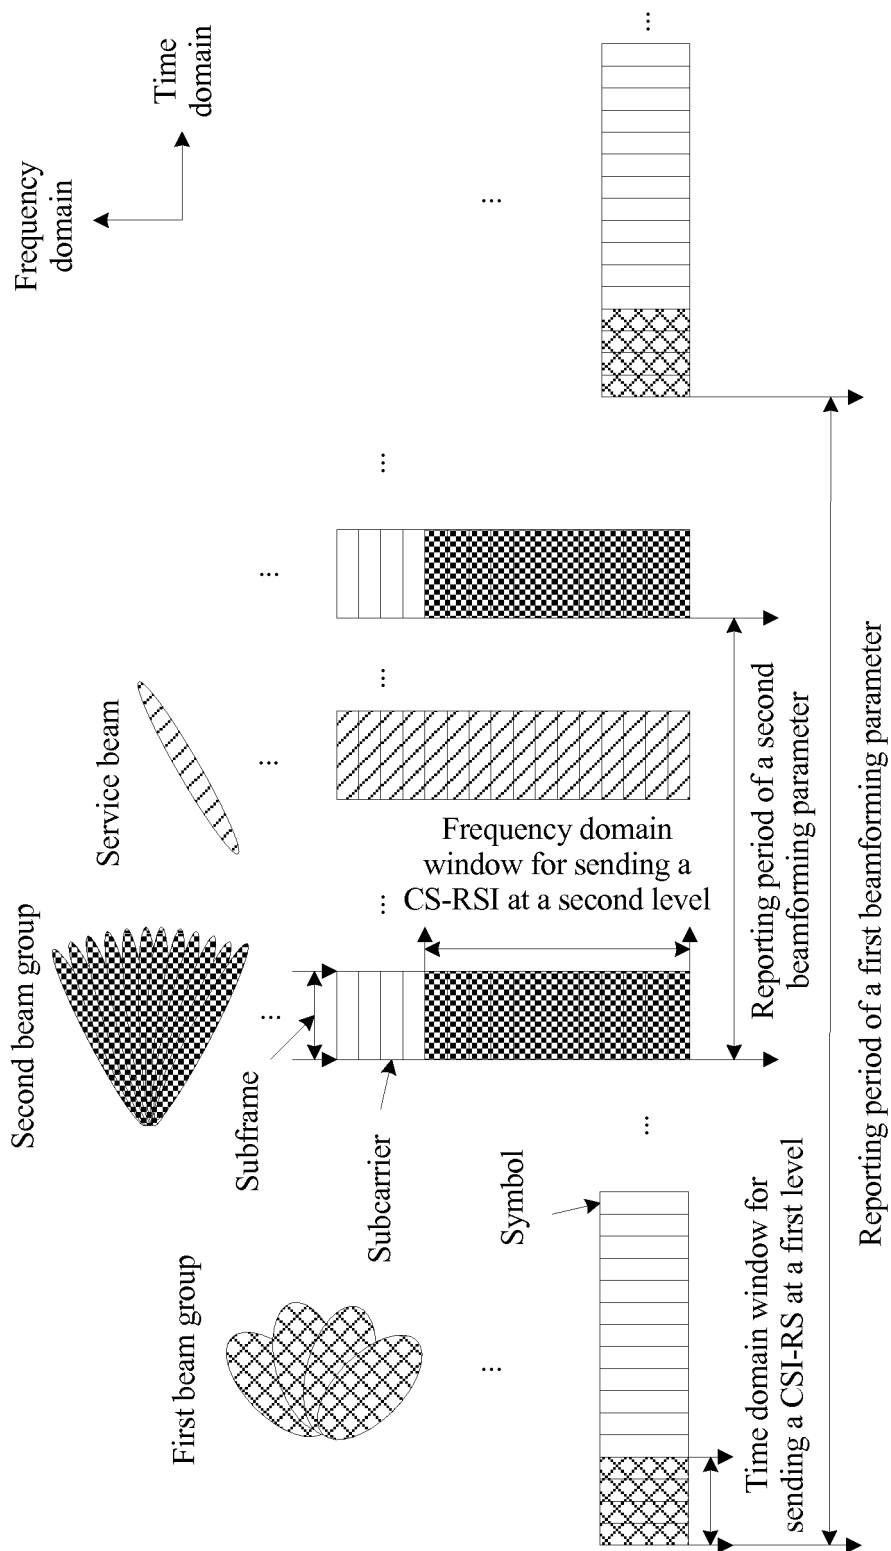 Frequency
domain
Time
domain
First beam group
Second beam group
Service beam
Subframe
Subcarrier
Symbol
Frequency domain
window for sending a
CS-RSI at a second level
Time domain window for
sending a CSI-RS at a first level
Reporting period of a second
beamforming parameter
Reporting period of a first beamforming parameter
...
...
...
...
...
...
...
...
...
...